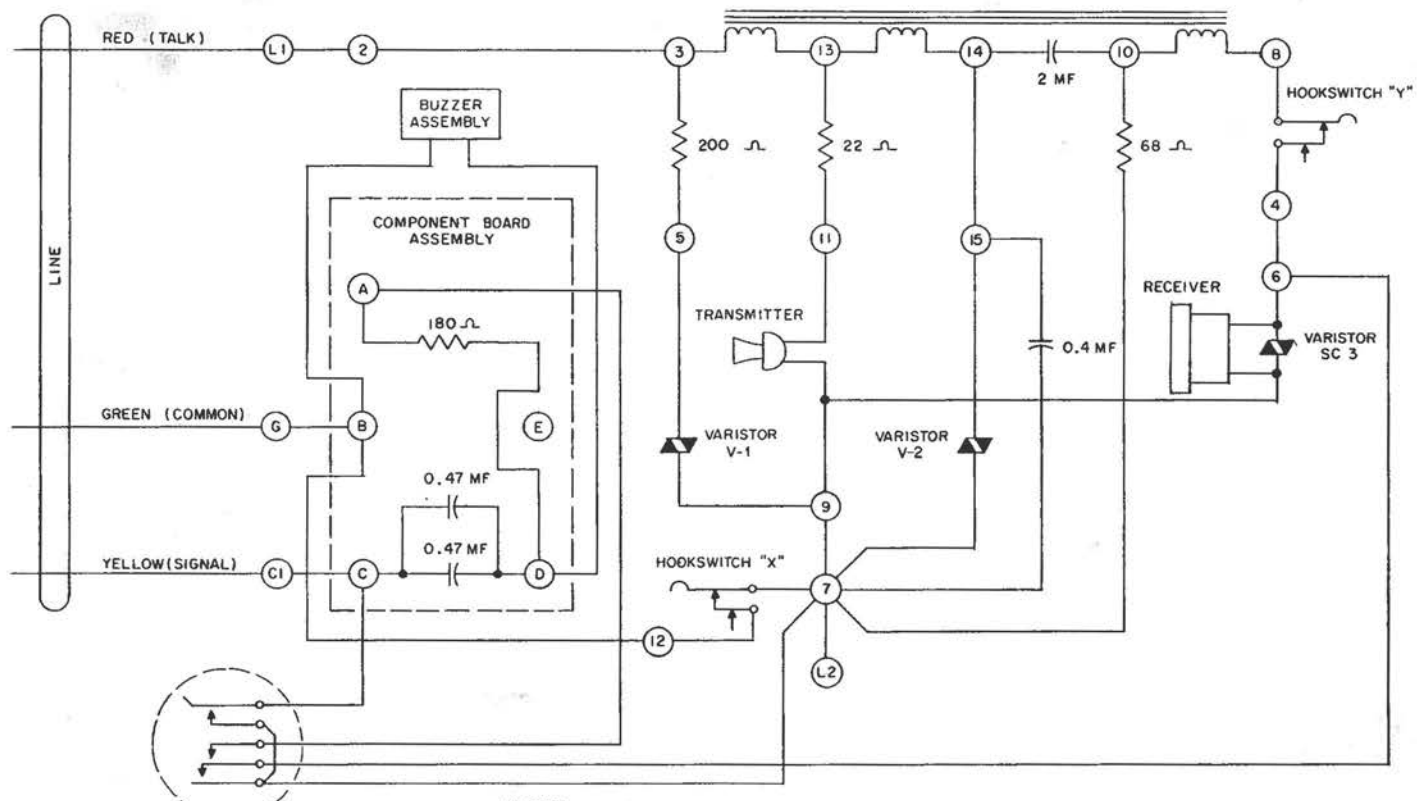 RED (TALK)
L1
2
3
13
14
10
8
2 MF
HOOKSWITCH "Y"
BUZZER
ASSEMBLY
200 Ω
22 Ω
68 Ω
4
COMPONENT BOARD
ASSEMBLY
5
11
15
LINE
A
6
RECEIVER
180 Ω
TRANSMITTER
0.4 MF
VARISTOR
SC 3
GREEN (COMMON)
G
B
E
VARISTOR
V-1
VARISTOR
V-2
0.47 MF
9
0.47 MF
YELLOW (SIGNAL)
C1
C
D
HOOKSWITCH "X"
7
12
L2